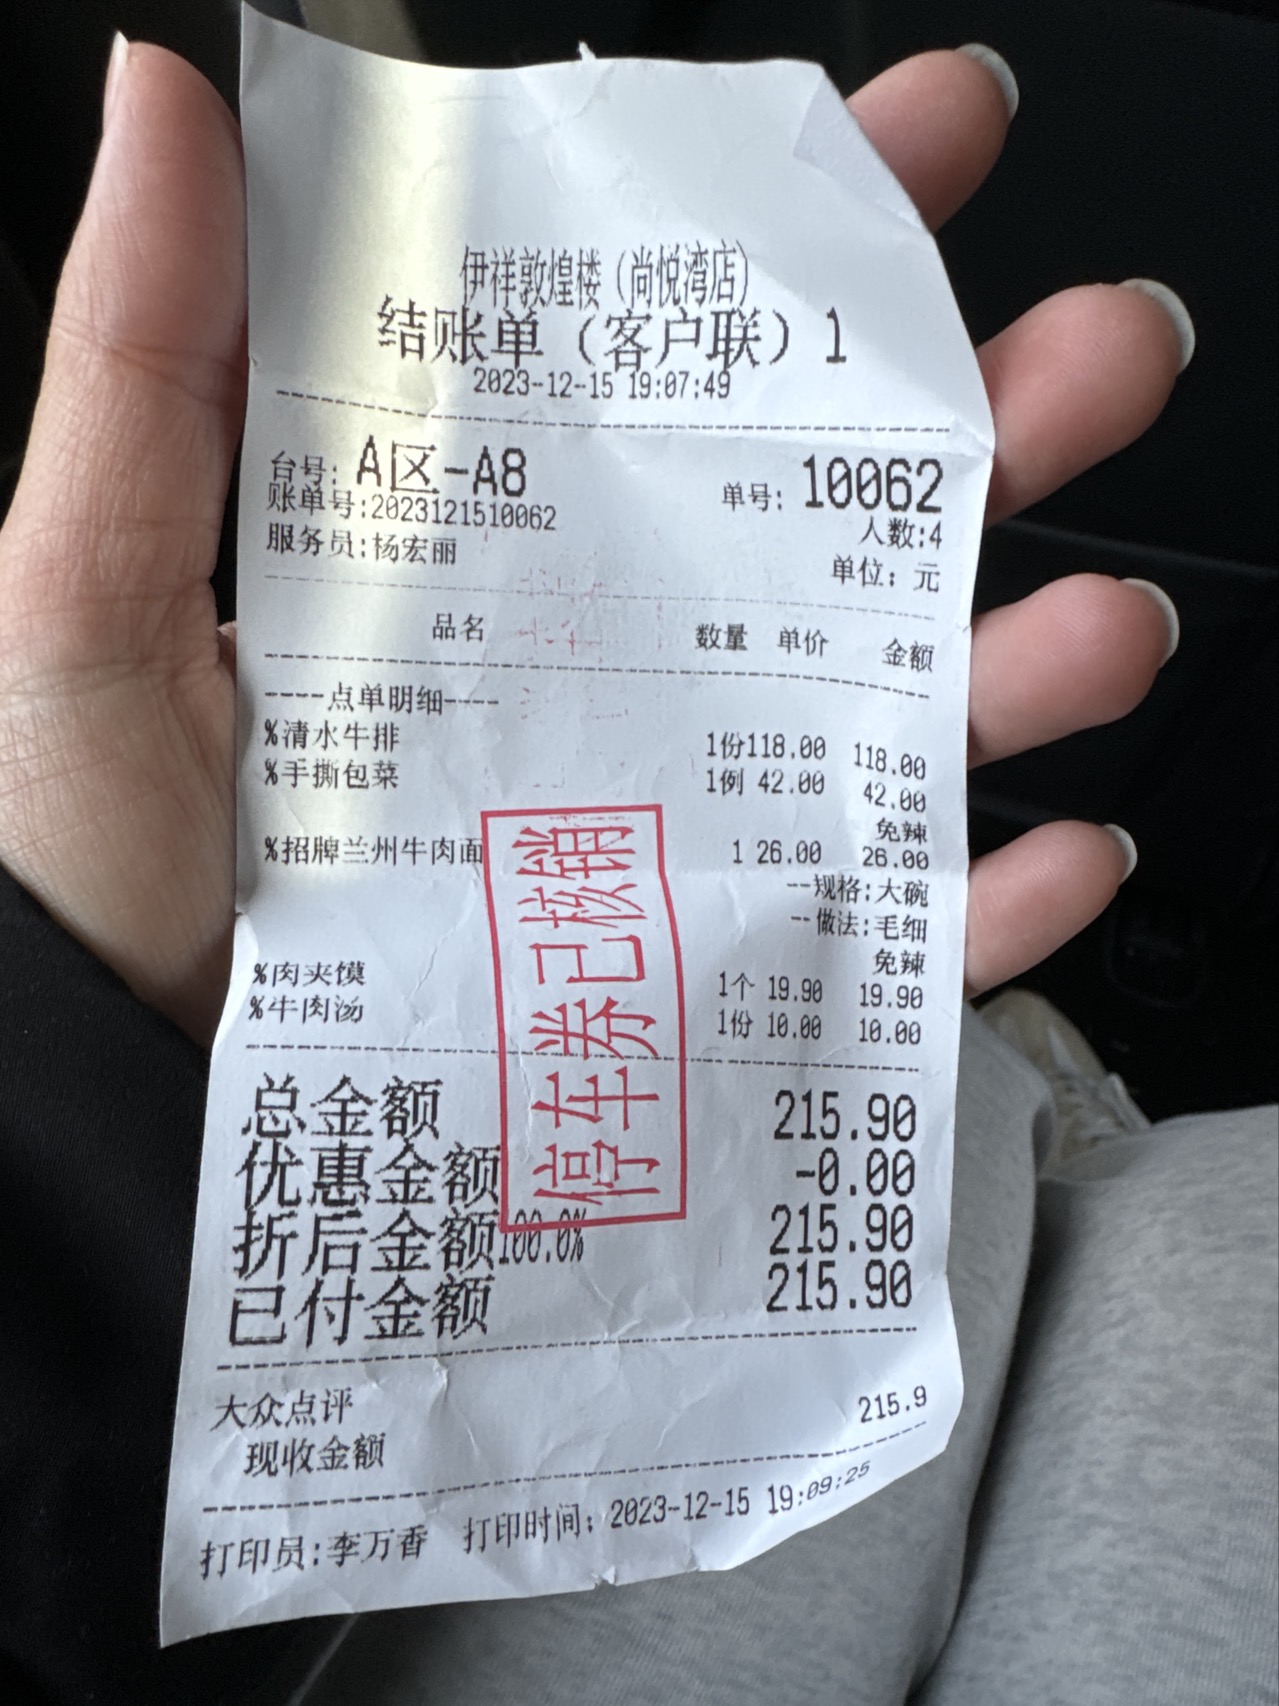 伊祥敦煌楼（尚悦湾店）
结账单（客户联）1
2023-12-15 19:07:49
台号: A区-A8 单号: 10062
账单号:2023121510062 人数:4
服务员:杨宏丽 单位: 元
品名 数量 单价 金额
----点单明细----
%清水牛排 1份118.00 118.00
%手撕包菜 1例 42.00 42.00
免辣
%招牌兰州牛肉面 1 26.00 26.00
--规格:大碗
--做法:毛细
免辣
%肉夹馍 1个 19.90 19.90
%牛肉汤 1份 10.00 10.00
总金额 215.90
优惠金额 -0.00
折后金额100.0% 215.90
已付金额 215.90
大众点评 215.9
现收金额
打印员:李万香 打印时间: 2023-12-15 19:09:25
停车券已核销